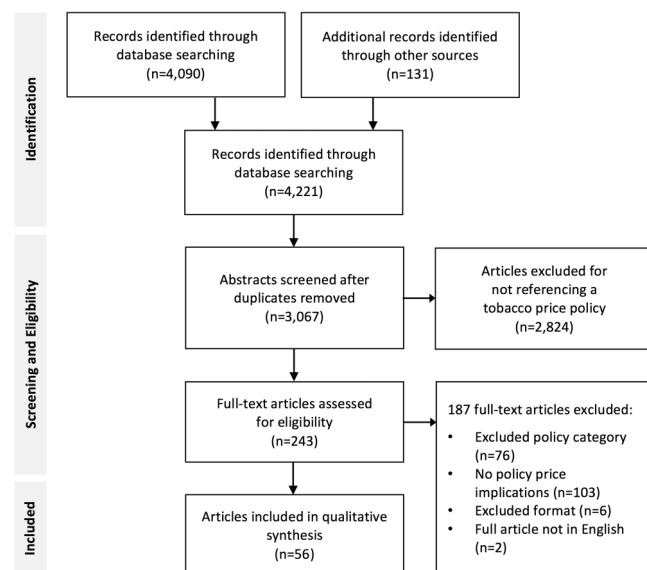 Identification
Records identified through
database searching
(n=4,090)
Additional records identified
through other sources
(n=131)
Records identified through
database searching
(n=4,221)
Screening and Eligibility
Abstracts screened after
duplicates removed
(n=3,067)
Articles excluded for
not referencing a
tobacco price policy
(n=2,824)
Full-text articles assessed
for eligibility
(n=243)
187 full-text articles excluded:
• Excluded policy category
(n=76)
• No policy price
implications (n=103)
• Excluded format (n=6)
• Full article not in English
(n=2)
Included
Articles included in qualitative
synthesis
(n=56)